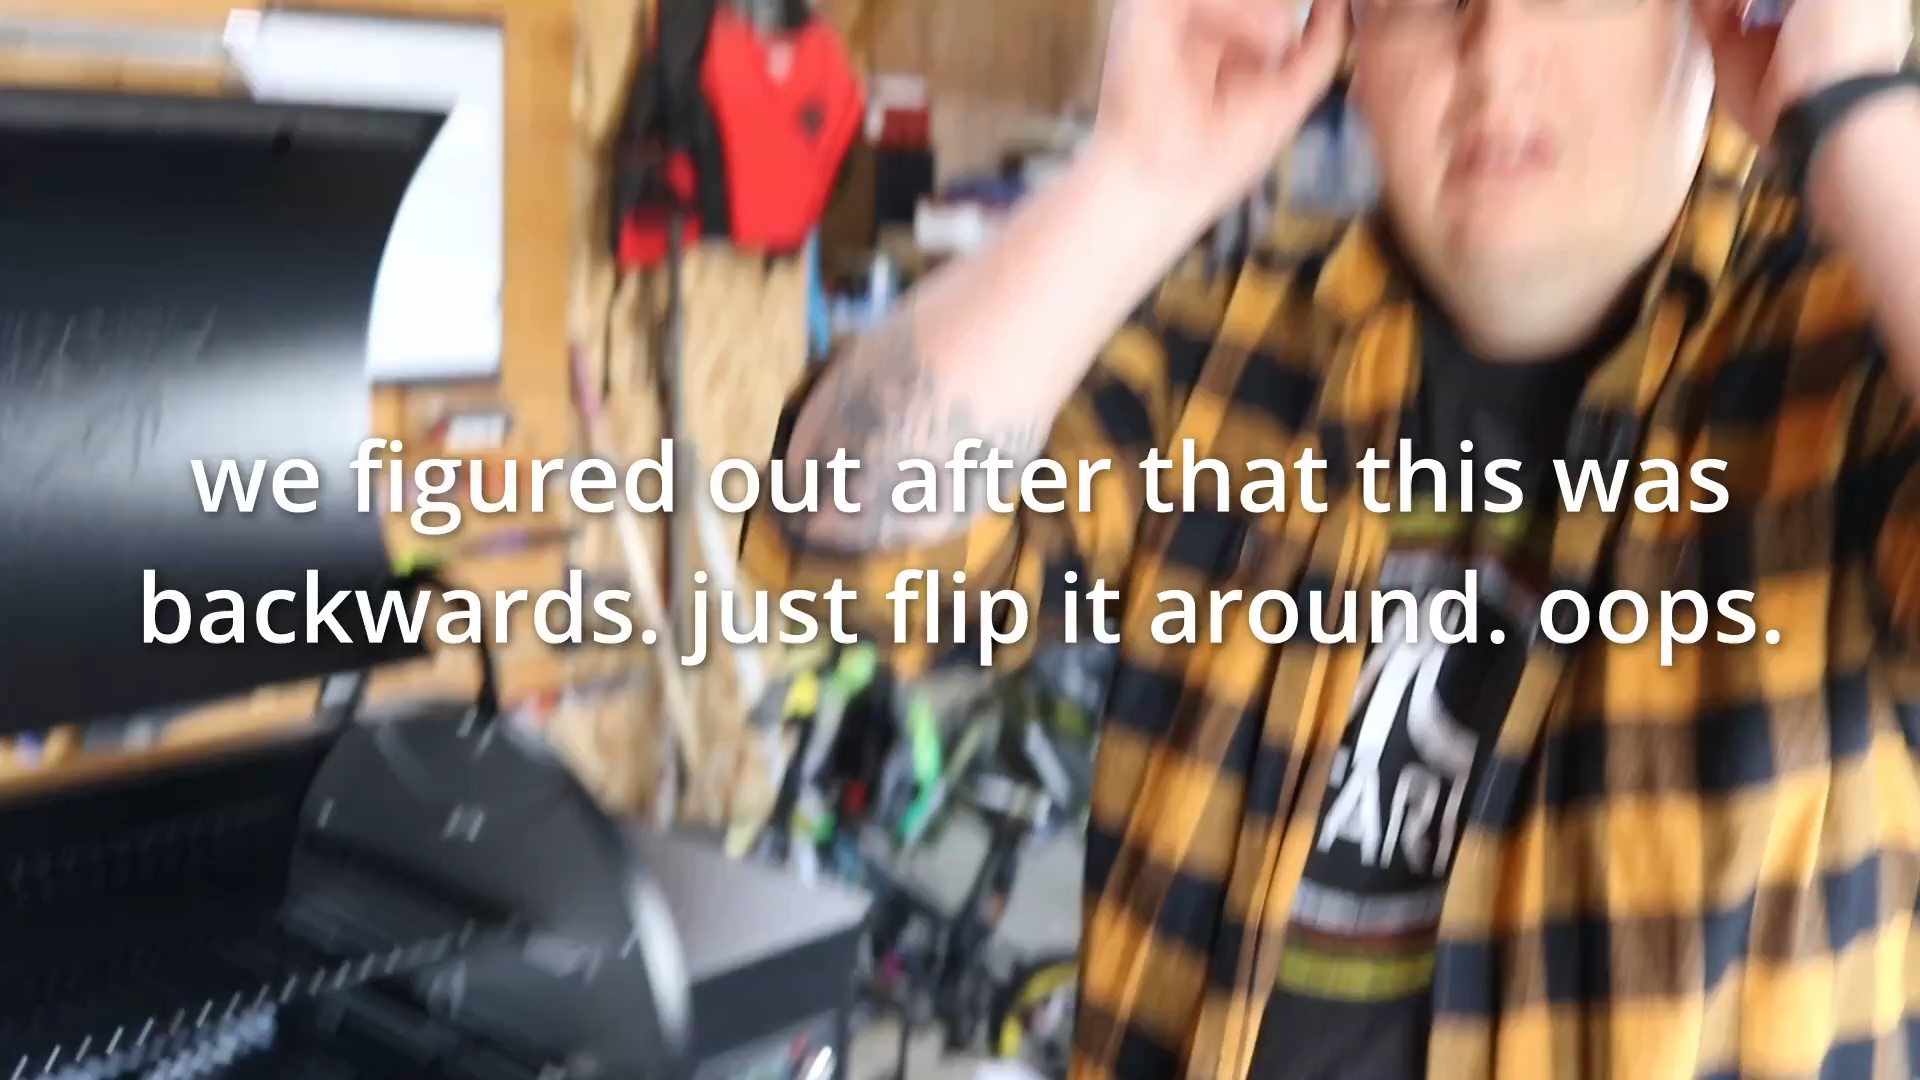 we figured out after that this was
backwards. just flip it around. oops.